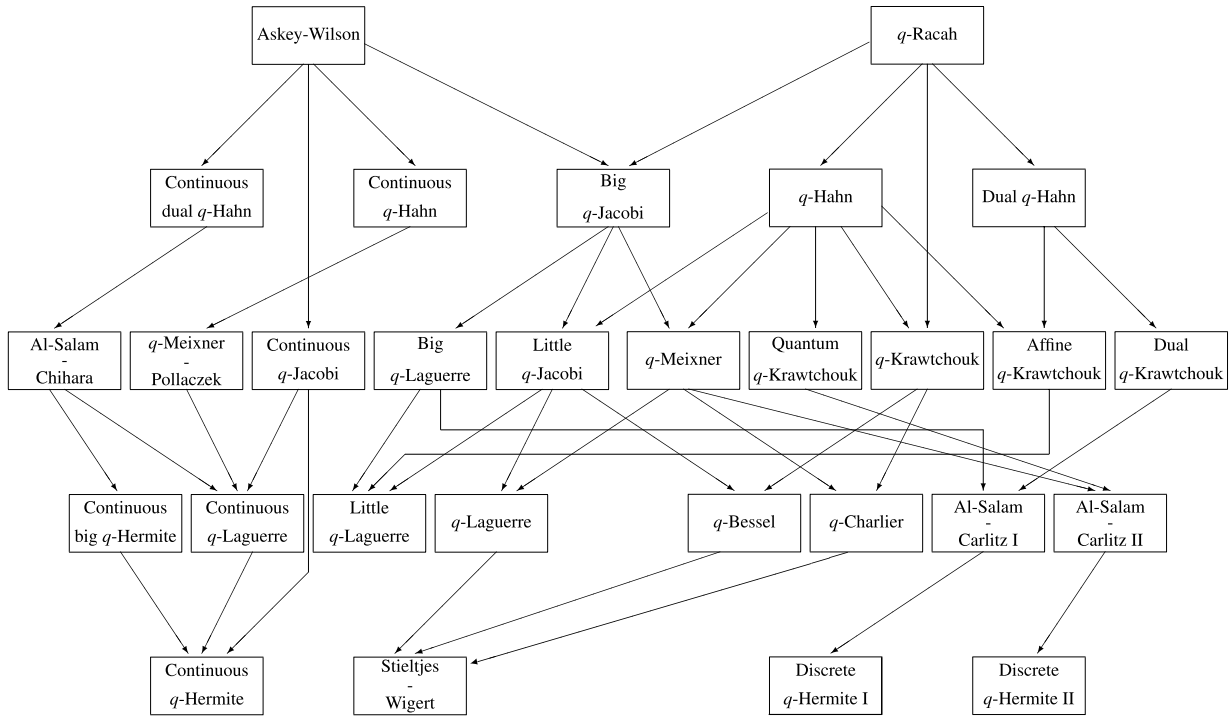 Askey-Wilson
q-Racah
Continuous
dual q-Hahn
Continuous
q-Hahn
Big
q-Jacobi
q-Hahn
Dual q-Hahn
Al-Salam
-
Chihara
q-Meixner
-
Pollaczek
Continuous
q-Jacobi
Big
q-Laguerre
Little
q-Jacobi
q-Meixner
Quantum
q-Krawtchouk
q-Krawtchouk
Affine
q-Krawtchouk
Dual
q-Krawtchouk
Continuous
big q-Hermite
Continuous
q-Laguerre
Little
q-Laguerre
q-Laguerre
q-Bessel
q-Charlier
Al-Salam
-
Carlitz I
Al-Salam
-
Carlitz II
Continuous
q-Hermite
Stieltjes
-
Wigert
Discrete
q-Hermite I
Discrete
q-Hermite II